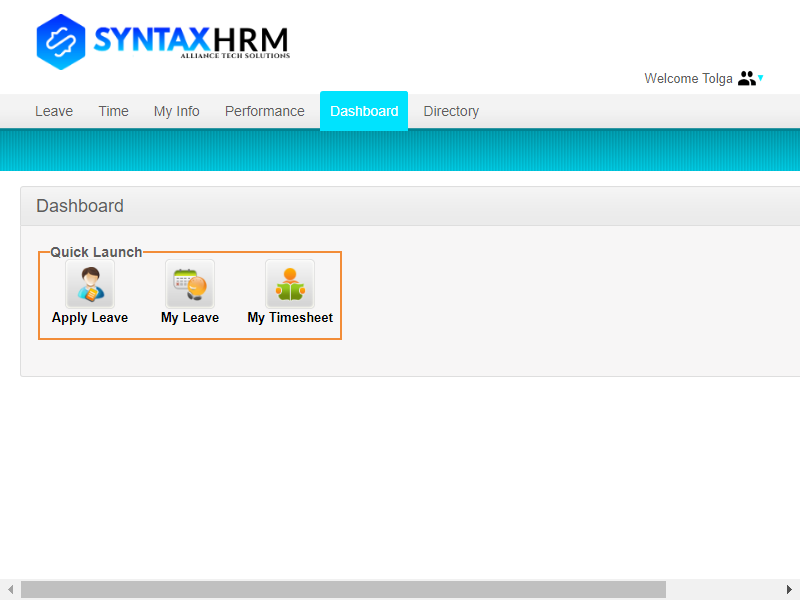 SYNTAXHRM
ALLIANCE TECH SOLUTIONS
Welcome Tolga
Leave Time My Info Performance Dashboard Directory
Dashboard
Quick Launch
Apply Leave My Leave My Timesheet